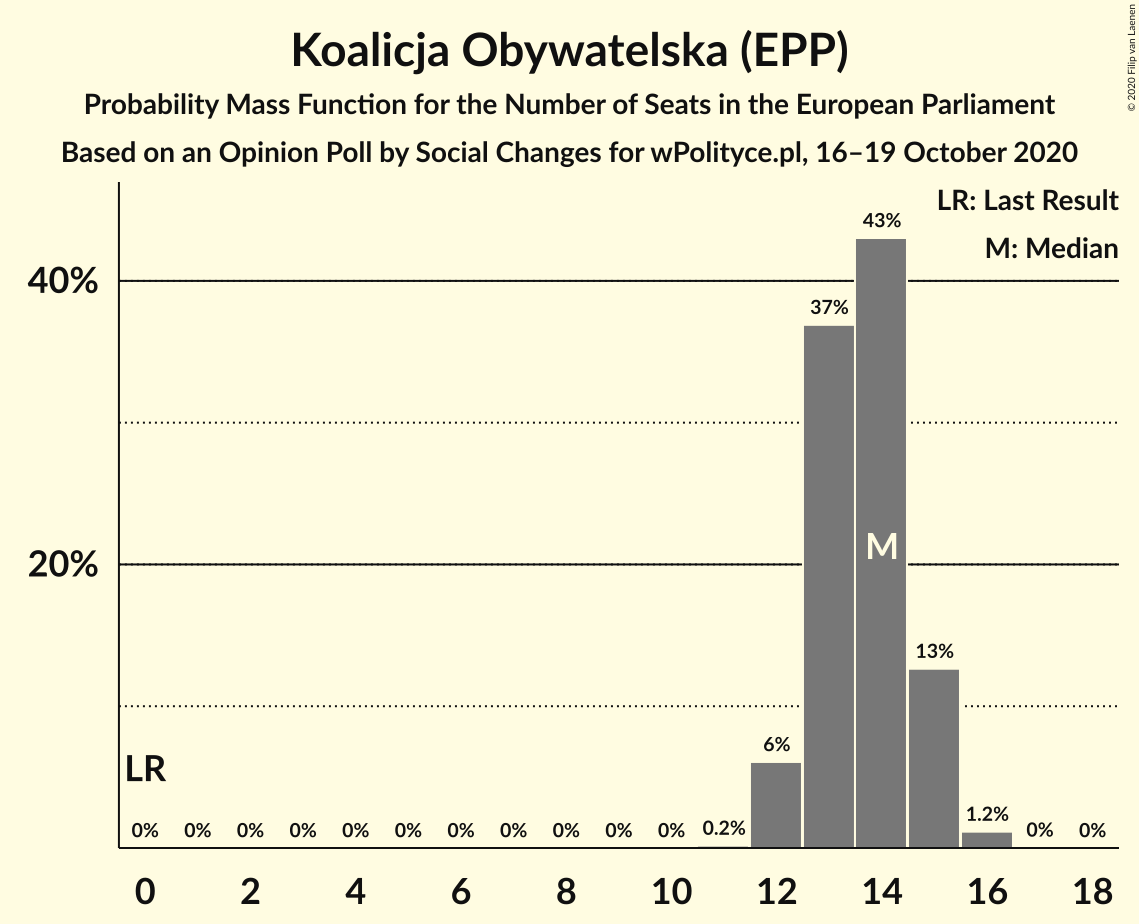 Koalicja Obywatelska (EPP)
Probability Mass Function for the Number of Seats in the European Parliament
Based on an Opinion Poll by Social Changes for wPolityce.pl, 16–19 October 2020
© 2020 Filip van Laenen
LR: Last Result
M: Median
43%
40%
37%
M
20%
13%
6%
LR
0% 0% 0% 0% 0% 0% 0% 0% 0% 0% 0% 0.2% 1.2% 0% 0%
0 2 4 6 8 10 12 14 16 18